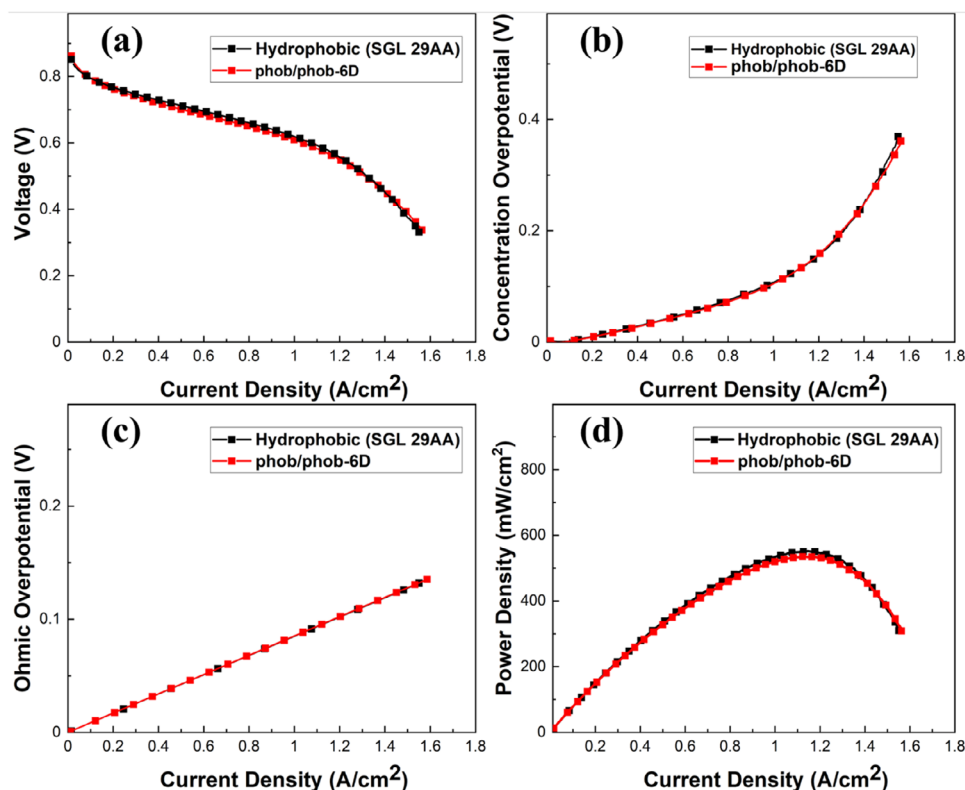 (a)
Hydrophobic (SGL 29AA)
phob/phob-6D
Voltage (V)
0.8
0.6
0.4
0.2
0
0 0.2 0.4 0.6 0.8 1 1.2 1.4 1.6 1.8
Current Density (A/cm2)
(b)
Hydrophobic (SGL 29AA)
phob/phob-6D
Concentration Overpotential (V)
0.4
0.2
0
0 0.2 0.4 0.6 0.8 1 1.2 1.4 1.6 1.8
Current Density (A/cm2)
(c)
Hydrophobic (SGL 29AA)
phob/phob-6D
Ohmic Overpotential (V)
0.2
0.1
0
0 0.2 0.4 0.6 0.8 1 1.2 1.4 1.6 1.8
Current Density (A/cm2)
(d)
Hydrophobic (SGL 29AA)
phob/phob-6D
Power Density (mW/cm2)
800
600
400
200
0
0.2 0.4 0.6 0.8 1 1.2 1.4 1.6 1.8
Current Density (A/cm2)